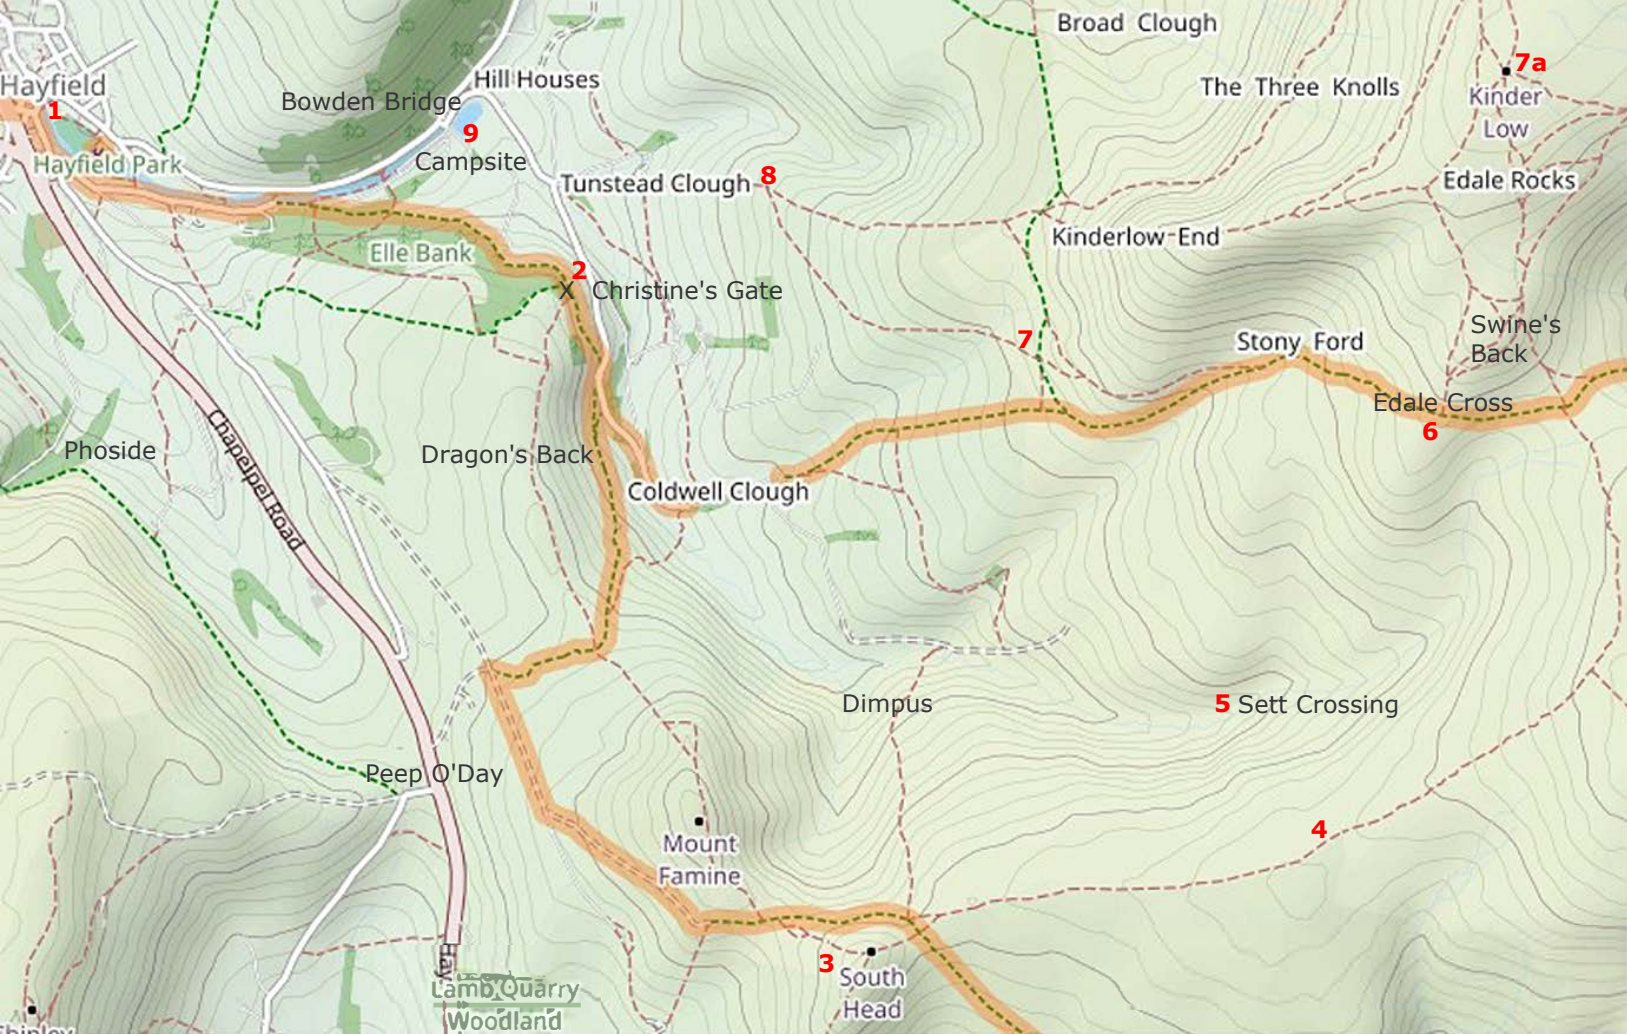 Broad Clough
7a
Hill Houses
Hayfield
The Three Knolls
Kinder
Low
Bowden Bridge
1
9
Hayfield Park
Campsite
Tunstead Clough
8
Edale Rocks
Kinderlow End
Elle Bank
2
X Christine's Gate
Swine's
Back
7
Stony Ford
Edale Cross
6
Chapelpel Road
Phoside
Dragon's Back
Coldwell Clough
Dimpus
5 Sett Crossing
Peep O'Day
4
Mount
Famine
3
South
Head
Hay
Lamb Quarry
Woodland